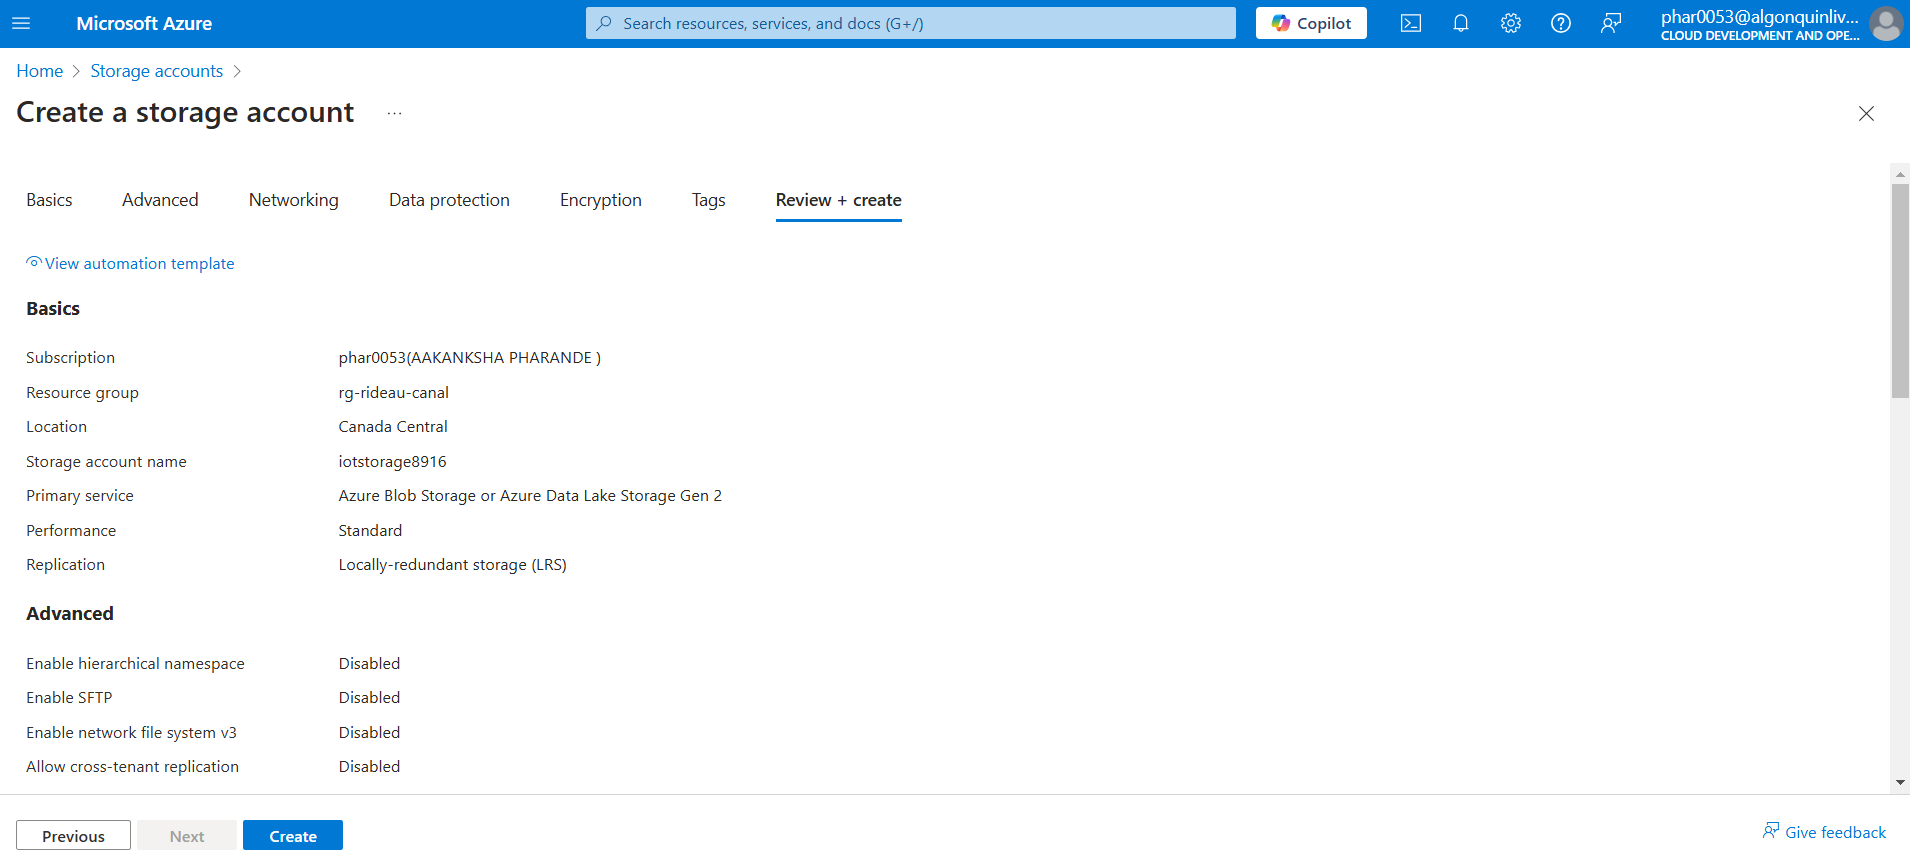 Microsoft Azure
Search resources, services, and docs (G+/)
Copilot
phar0053@algonquinliv...
CLOUD DEVELOPMENT AND OPE...
Home > Storage accounts >
Create a storage account ...
Basics Advanced Networking Data protection Encryption Tags Review + create
View automation template
Basics
Subscription phar0053(AAKANKSHA PHARANDE )
Resource group rg-rideau-canal
Location Canada Central
Storage account name iotstorage8916
Primary service Azure Blob Storage or Azure Data Lake Storage Gen 2
Performance Standard
Replication Locally-redundant storage (LRS)
Advanced
Enable hierarchical namespace Disabled
Enable SFTP Disabled
Enable network file system v3 Disabled
Allow cross-tenant replication Disabled
Previous Next Create
Give feedback